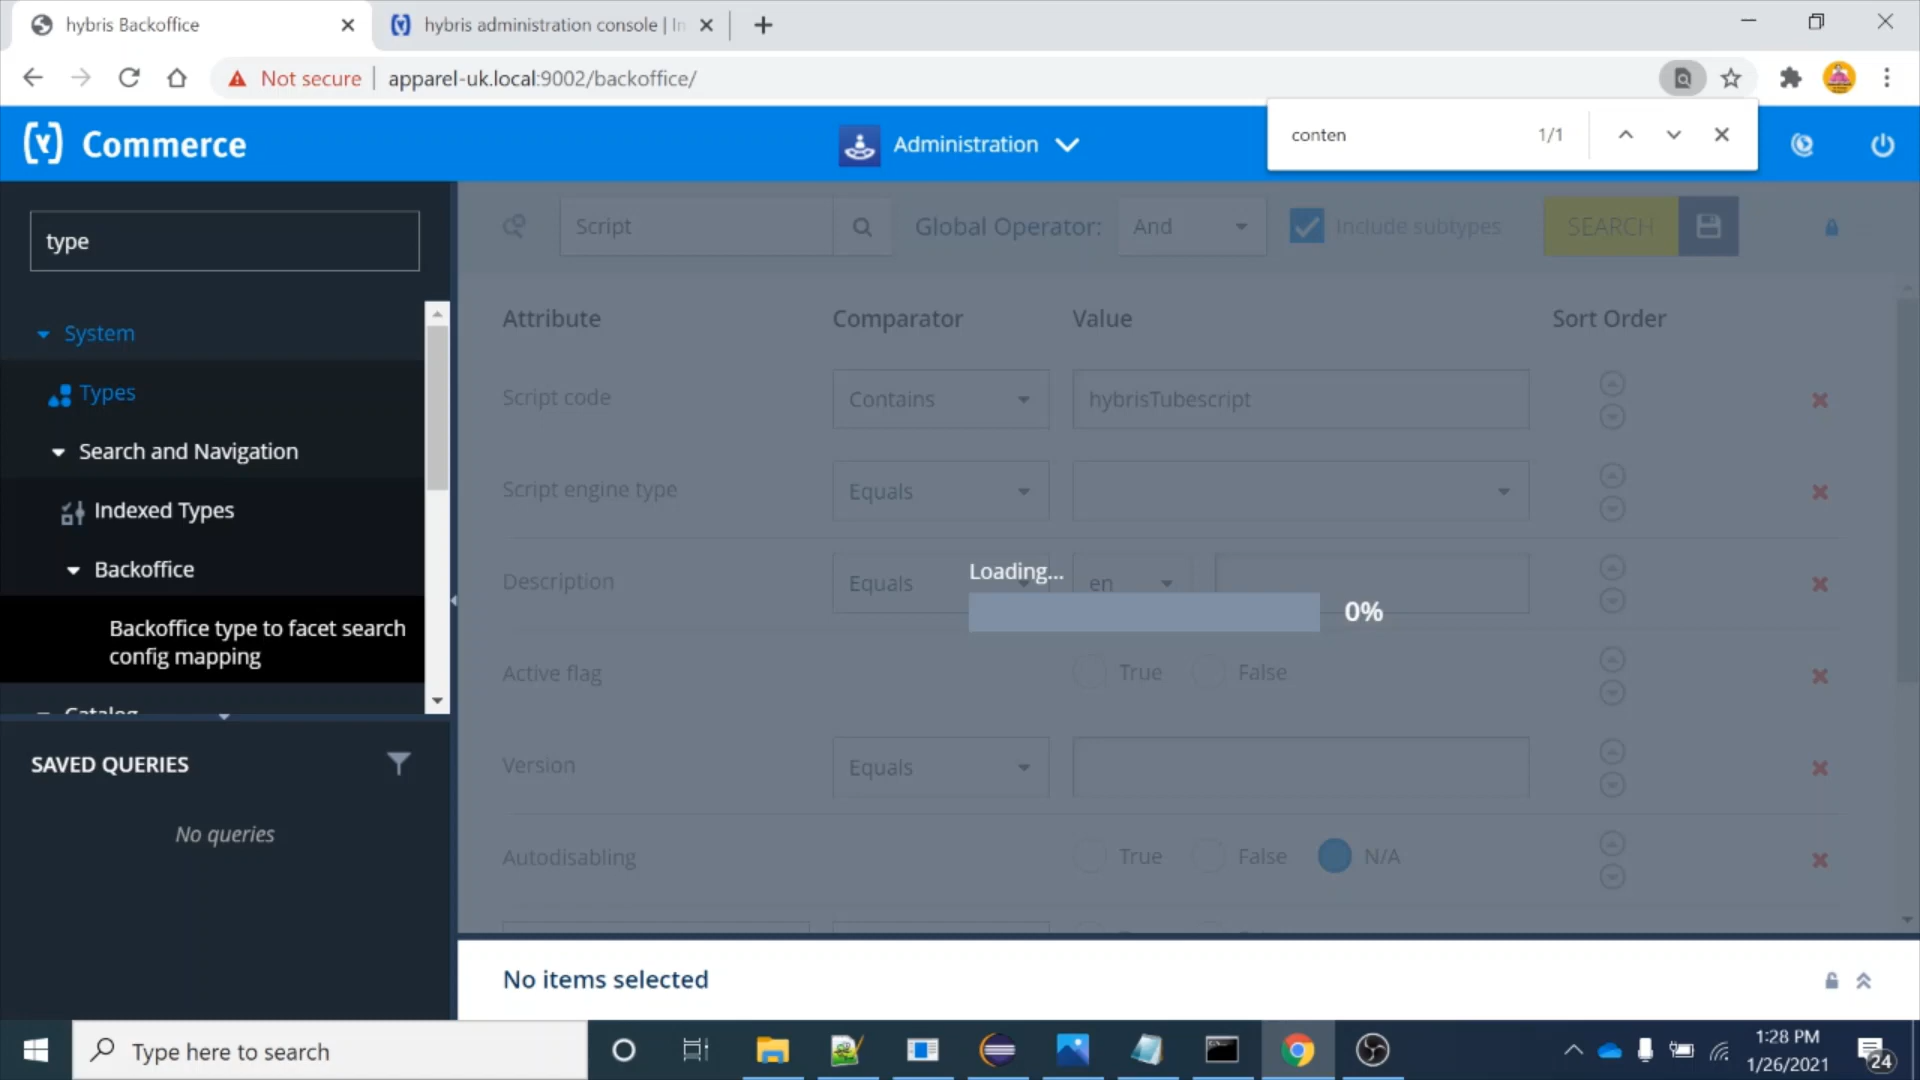 hybris Backoffice
hybris administration console | In
Not secure
apparel-uk.local:9002/backoffice/
conten
1/1
Commerce
Administration
type
System
Types
Search and Navigation
Indexed Types
Backoffice
Backoffice type to facet search
config mapping
Catalog
SAVED QUERIES
No queries
Script
Global Operator:
And
Include subtypes
SEARCH
Attribute
Comparator
Value
Sort Order
Script code
Contains
hybrisTubescript
Script engine type
Equals
Description
Equals
en
Loading...
0%
Active flag
True
False
Version
Equals
Autodisabling
True
False
N/A
No items selected
Type here to search
1:28 PM
1/26/2021
24